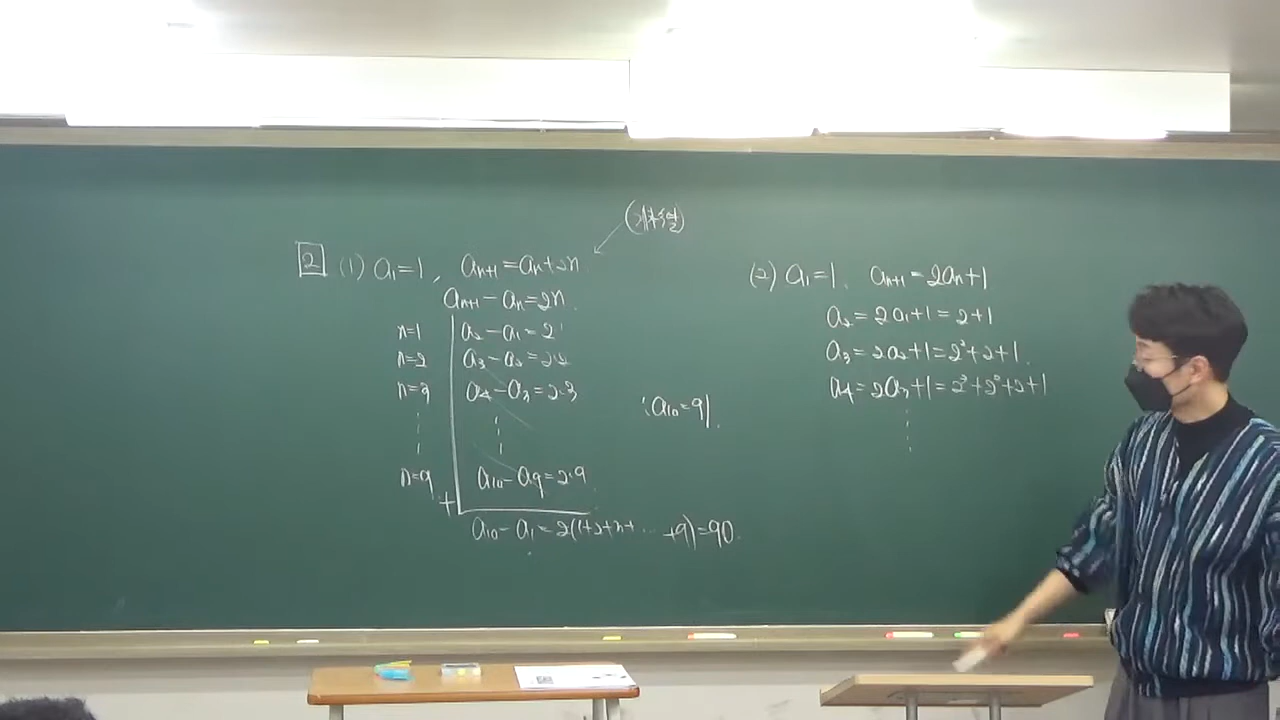 (계차수열)
2 (1) a₁=1, aₙ₊₁=aₙ+2n
aₙ₊₁-aₙ=2n.
n=1 a₂-a₁=2·1
n=2 a₃-a₂=2·2
n=3 a₄-a₃=2·3
n=9 a₁₀-a₉=2·9
+ a₁₀-a₁=2(1+2+3+ ... +9)=90.
∴a₁₀=91.
(2) a₁=1, aₙ₊₁=2aₙ+1
a₂=2a₁+1=2+1
a₃=2a₂+1=2²+2+1.
a₄=2a₃+1=2³+2²+2+1